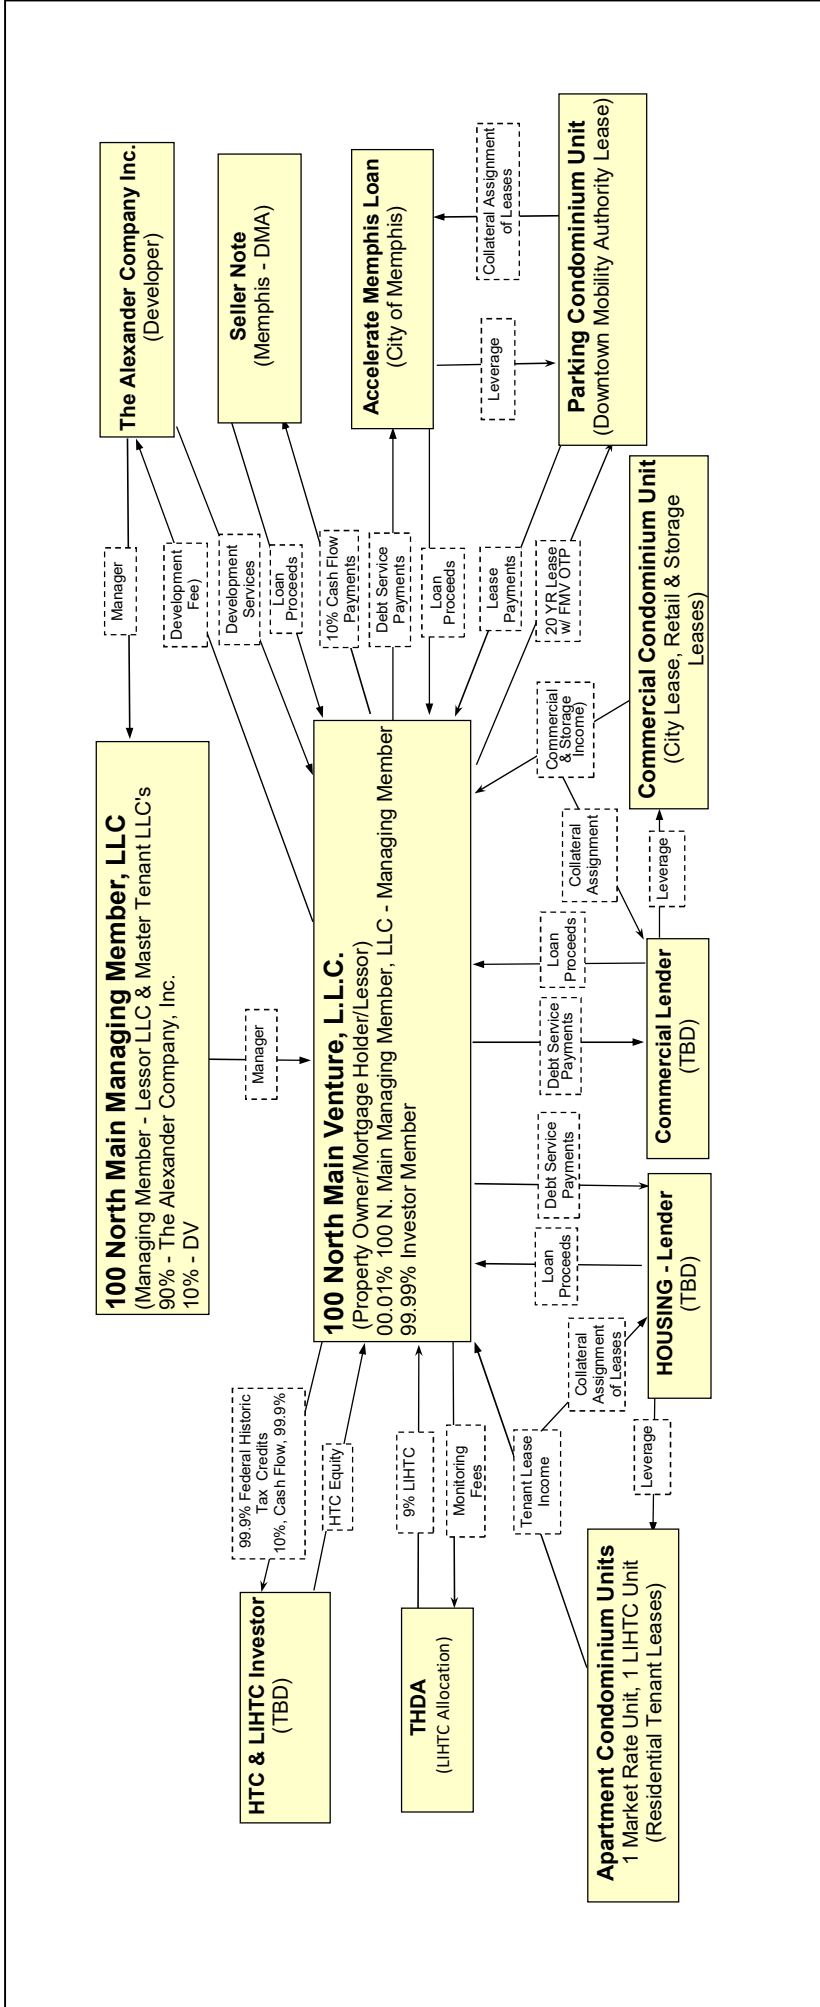 100 North Main Managing Member, LLC
(Managing Member - Lessor LLC & Master Tenant LLC's
90% - The Alexander Company, Inc.
10% - DV
Manager
The Alexander Company Inc.
(Developer)
Manager
Development
Fee)
Development
Services
Seller Note
(Memphis - DMA)
Loan
Proceeds
10% Cash Flow
Payments
99.9% Federal Historic
Tax Credits
10%, Cash Flow, 99.9%
HTC & LIHTC Investor
(TBD)
HTC Equity
100 North Main Venture, L.L.C.
(Property Owner/Mortgage Holder/Lessor)
00.01% 100 N. Main Managing Member, LLC - Managing Member
99.99% Investor Member
Debt Service
Payments
Accelerate Memphis Loan
(City of Memphis)
Loan
Proceeds
THDA
(LIHTC Allocation)
9% LIHTC
Monitoring
Fees
Leverage
Collateral Assignment
of Leases
Lease
Payments
20 YR Lease
w/ FMV OTP
Parking Condominium Unit
(Downtown Mobility Authority Lease)
Tenant Lease
Income
Collateral
Assignment
of Leases
Loan
Proceeds
Debt Service
Payments
Debt Service
Payments
Loan
Proceeds
Collateral
Assignment
Commercial
& Storage
Income)
Apartment Condominium Units
1 Market Rate Unit, 1 LIHTC Unit
(Residential Tenant Leases)
Leverage
HOUSING - Lender
(TBD)
Commercial Lender
(TBD)
Leverage
Commercial Condominium Unit
(City Lease, Retail & Storage
Leases)